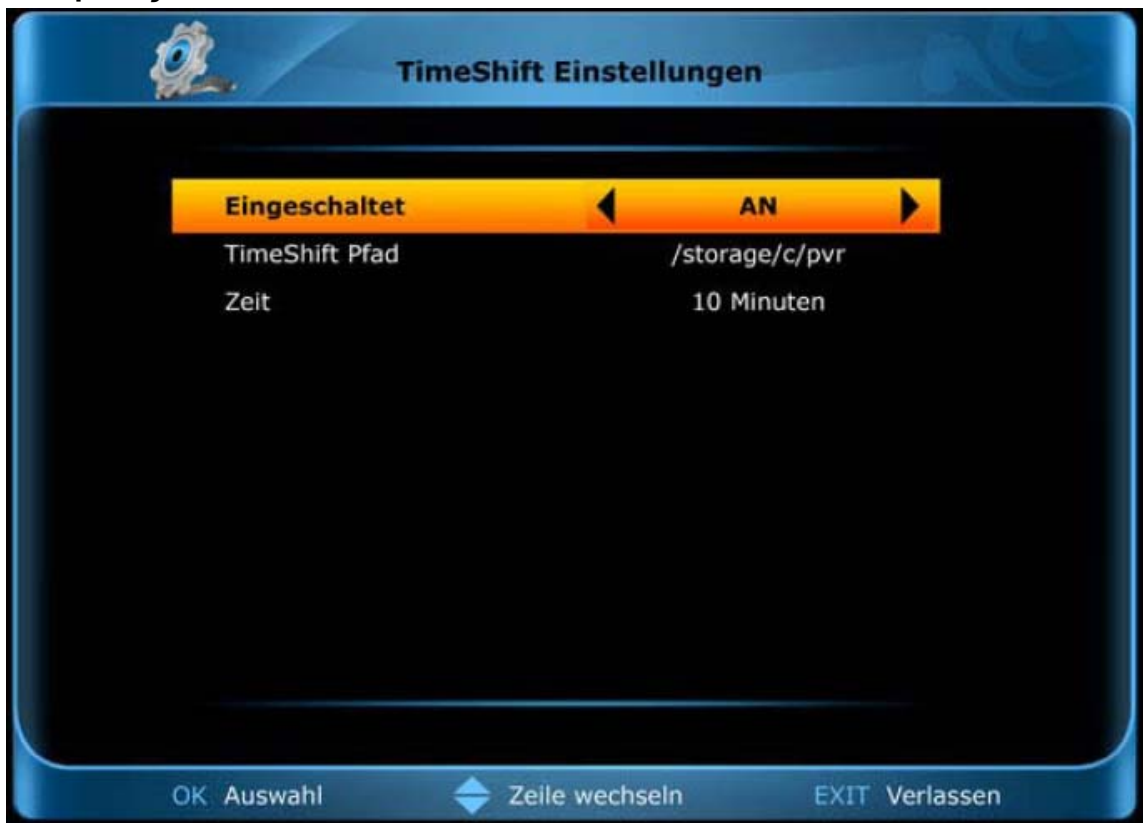 TimeShift Einstellungen
Eingeschaltet AN
TimeShift Pfad /storage/c/pvr
Zeit 10 Minuten
OK Auswahl Zeile wechseln EXIT Verlassen